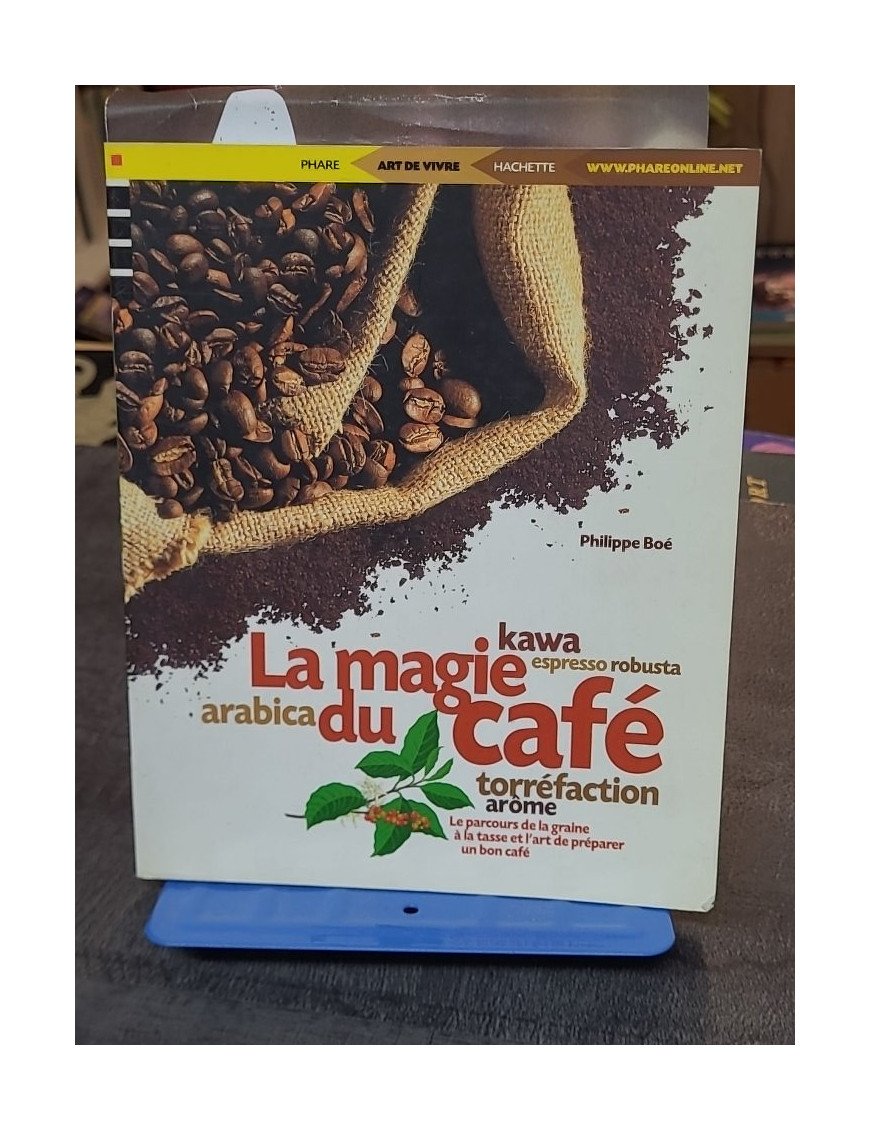 PHARE ART DE VIVRE HACHETTE WWW.PHAREONLINE.NET
Philippe Boé
kawa
La magie
espresso robusta
arabica du café
torréfaction
arôme
Le parcours de la graine
à la tasse et l'art de préparer
un bon café